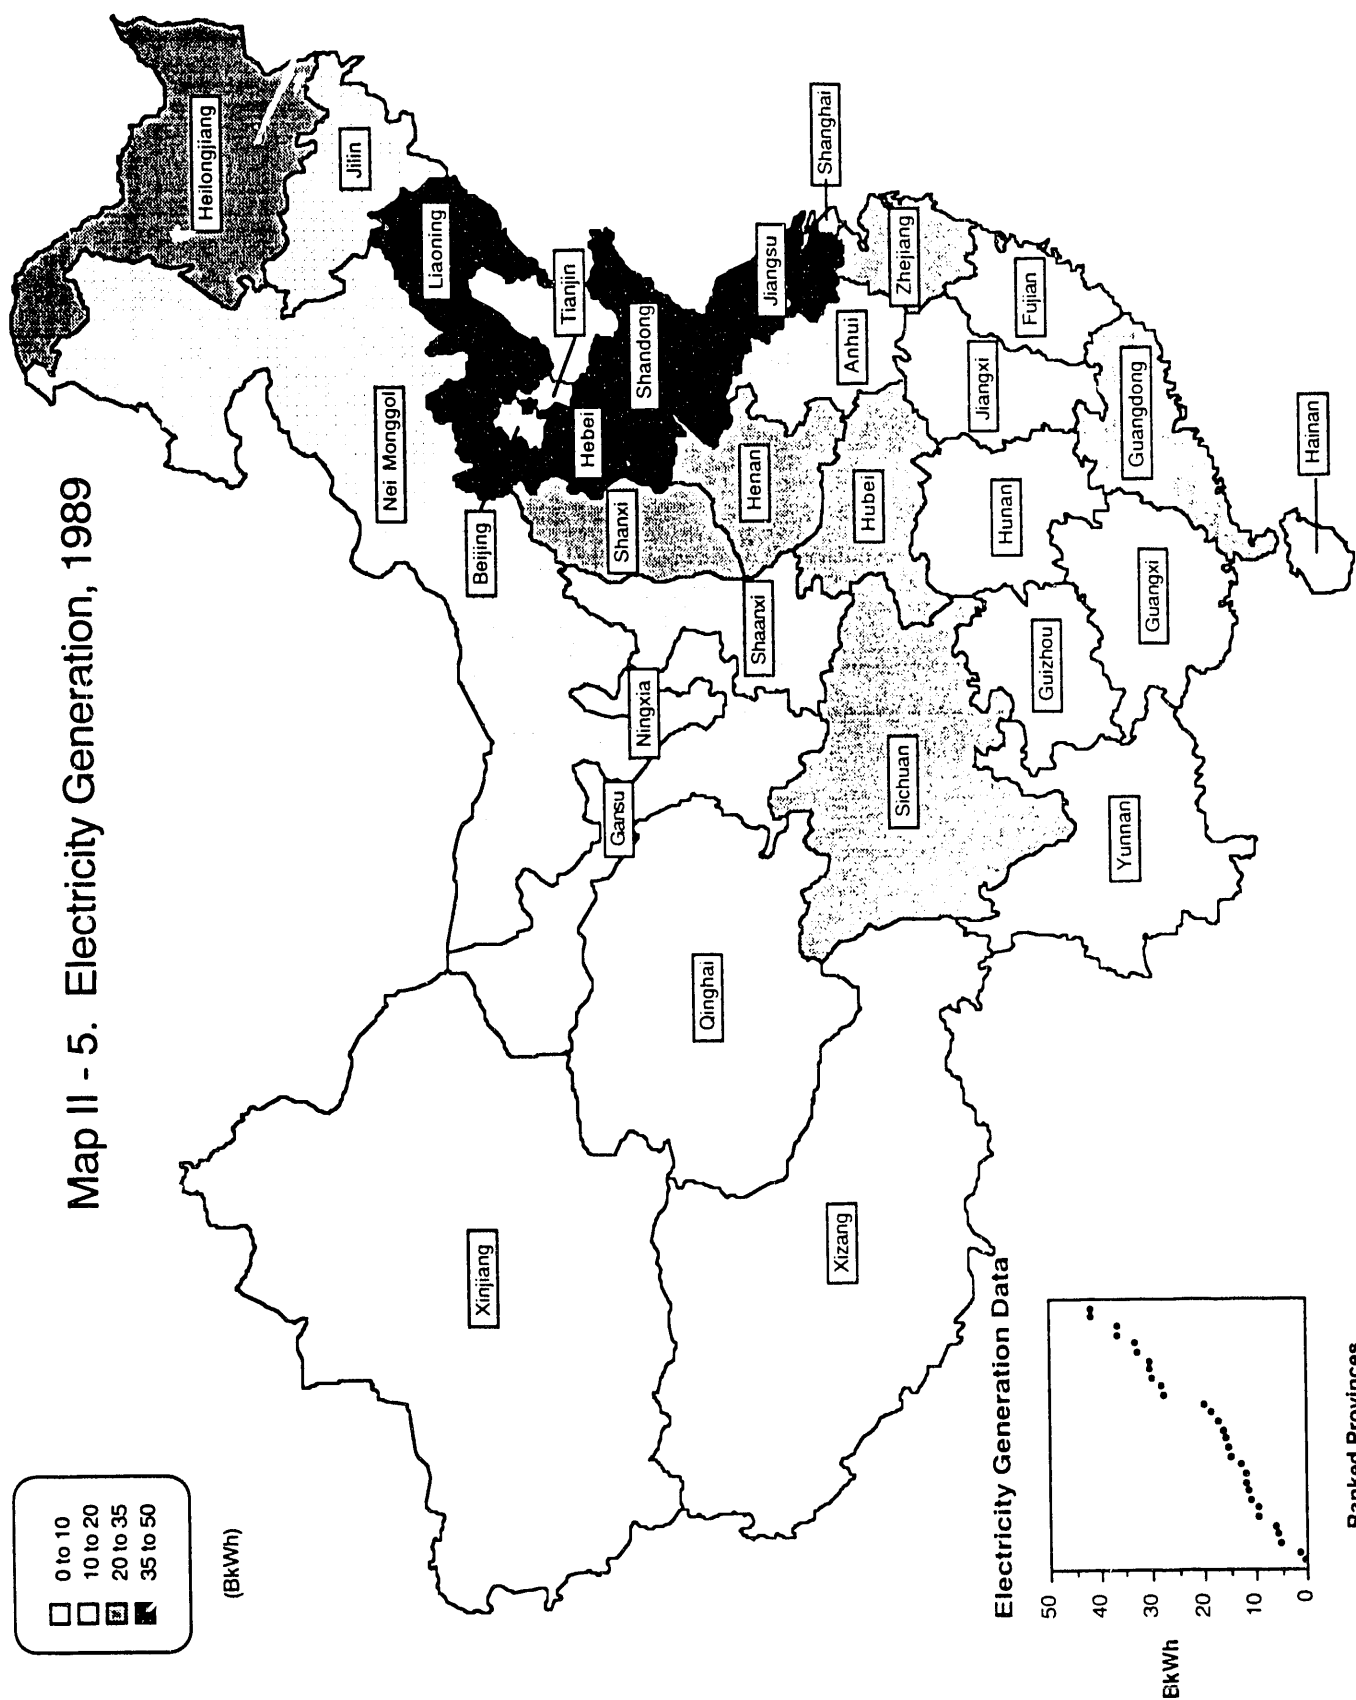 Map II - 5. Electricity Generation, 1989
0 to 10
10 to 20
20 to 35
35 to 50
(BkWh)
Heilongjiang
Jilin
Liaoning
Nei Monggol
Beijing
Tianjin
Hebei
Shandong
Shanxi
Henan
Jiangsu
Shanghai
Anhui
Zhejiang
Xinjiang
Gansu
Ningxia
Shaanxi
Qinghai
Hubei
Sichuan
Xizang
Jiangxi
Fujian
Hunan
Guizhou
Yunnan
Guangxi
Guangdong
Hainan
Electricity Generation Data
50
40
30
20
10
0
BkWh
Ranked Provinces